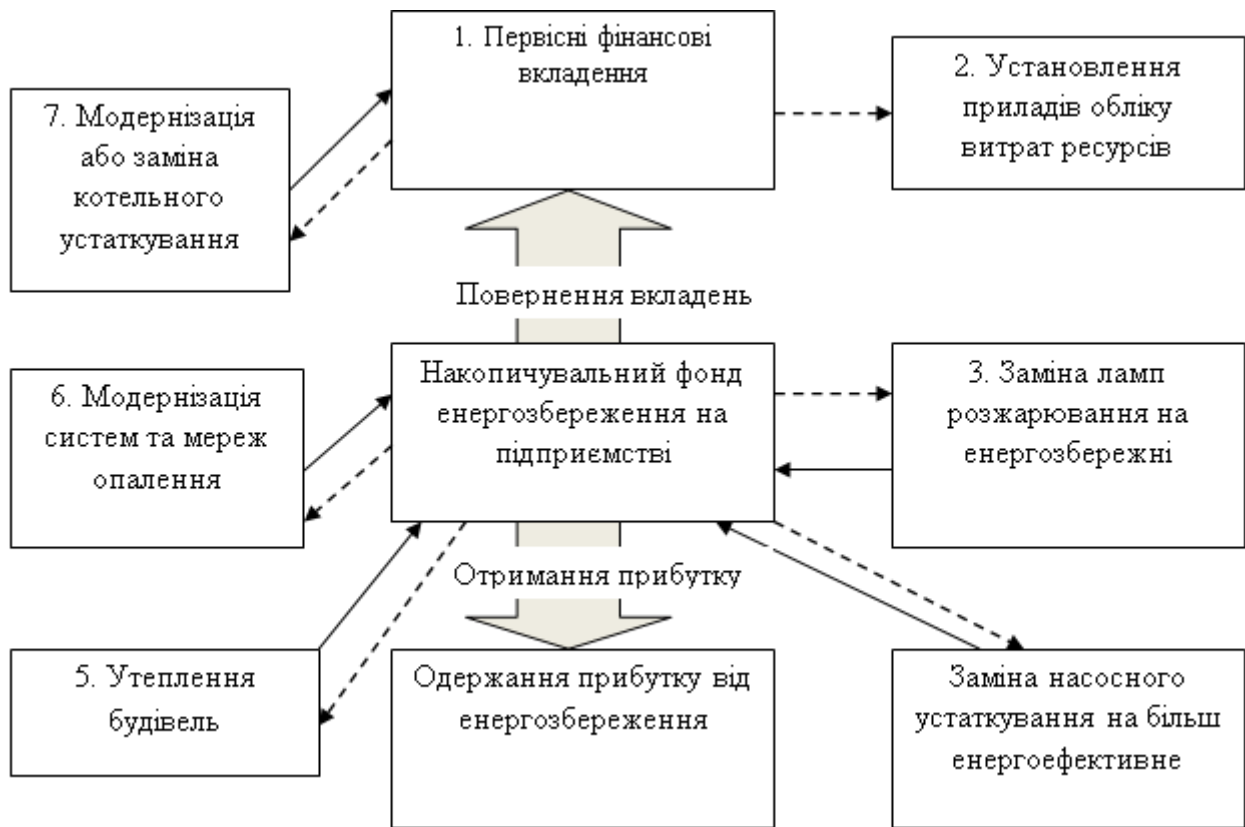 1. Первісні фінансові
вкладення
2. Установлення
приладів обліку
витрат ресурсів
7. Модернізація
або заміна
котельного
устаткування
Повернення вкладень
Накопичувальний фонд
енергозбереження на
підприємстві
3. Заміна ламп
розжарювання на
енергозбережні
6. Модернізація
систем та мереж
опалення
Отримання прибутку
5. Утеплення
будівель
Одержання прибутку від
енергозбереження
Заміна насосного
устаткування на більш
енергоефективне